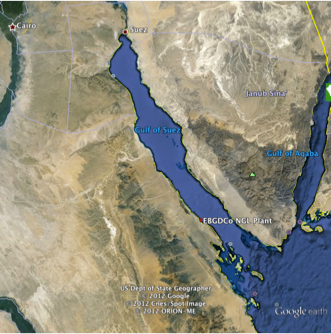 Cairo
Suez
Janub Sina
Gulf of Suez
Gulf of Aqaba
EBGDCo NGL Plant
US Dept of State Geographer
© 2012 Google
© 2012 Cnes/Spot Image
© 2012 ORION-ME
Google earth